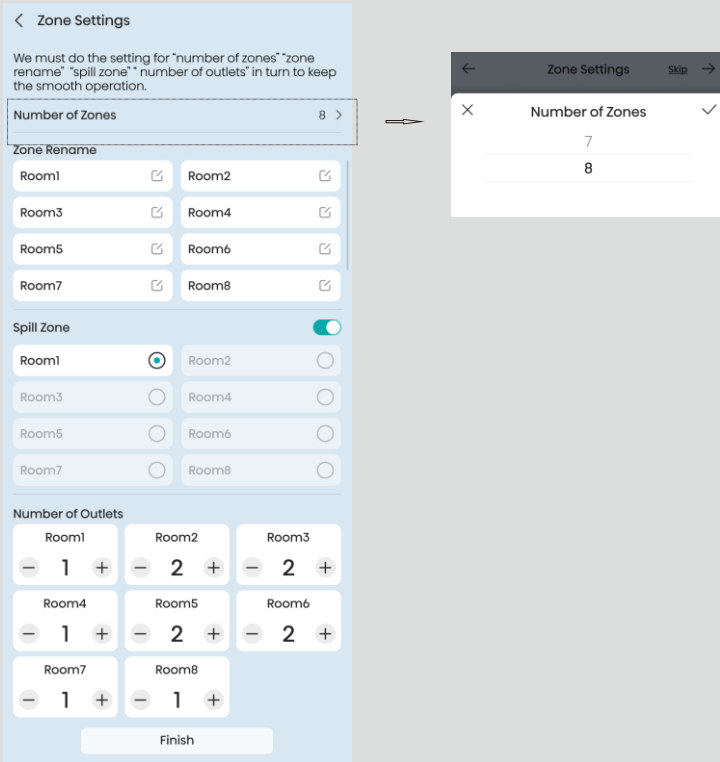 Zone Settings
We must do the setting for "number of zones" "zone
rename" "spill zone" " number of outlets" in turn to keep
the smooth operation.
Number of Zones 8
Zone Rename
Room1 Room2
Room3 Room4
Room5 Room6
Room7 Room8
Spill Zone
Room1 Room2
Room3 Room4
Room5 Room6
Room7 Room8
Number of Outlets
Room1 Room2 Room3
− 1 + − 2 + − 2 +
Room4 Room5 Room6
− 1 + − 2 + − 2 +
Room7 Room8
− 1 + − 1 +
Finish
Zone Settings Skip
Number of Zones
7
8